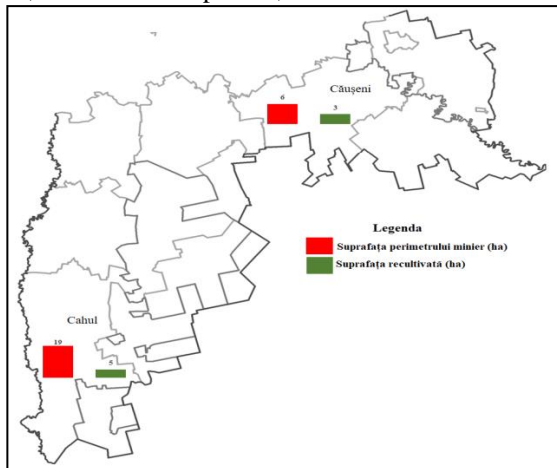 6
Căușeni
3
Legenda
Suprafața perimetrului minier (ha)
Suprafața recultivată (ha)
Cahul
19
5